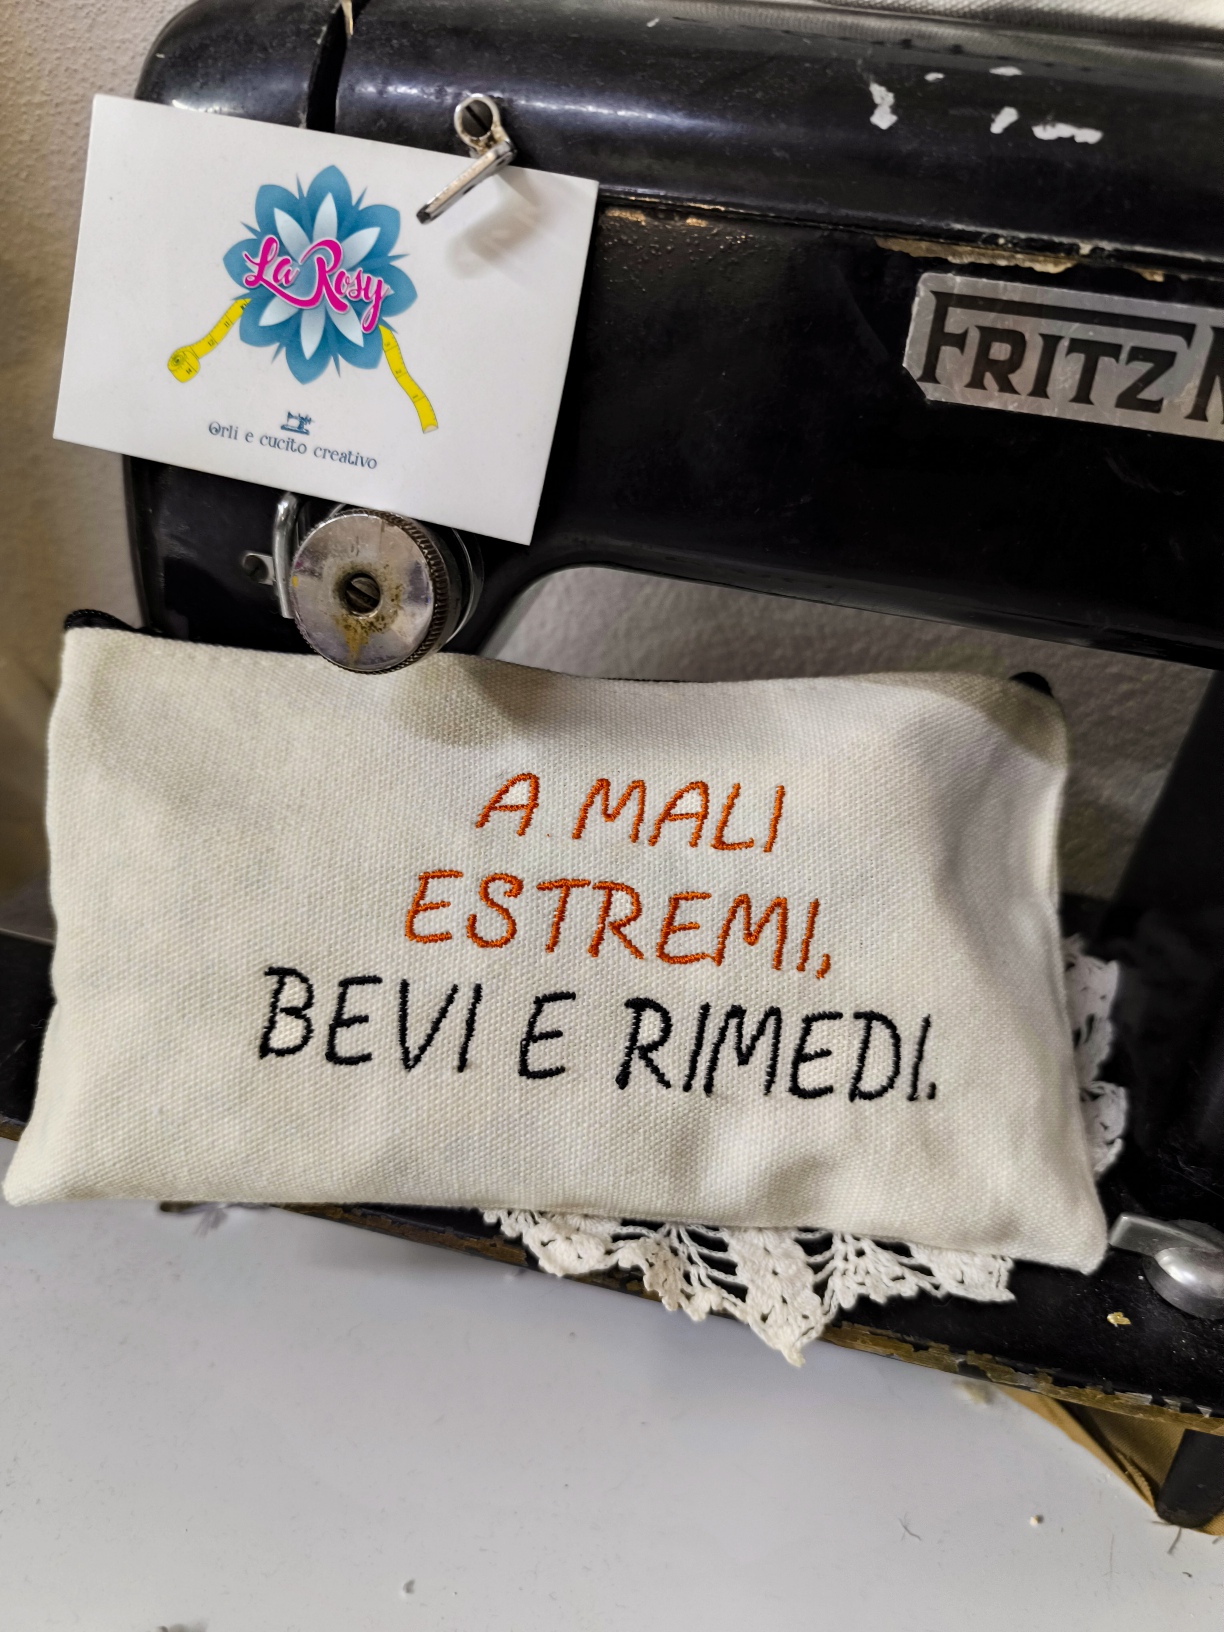 La Rosy
Orli e cucito creativo
FRITZ
A MALI
ESTREMI,
BEVI E RIMEDI.